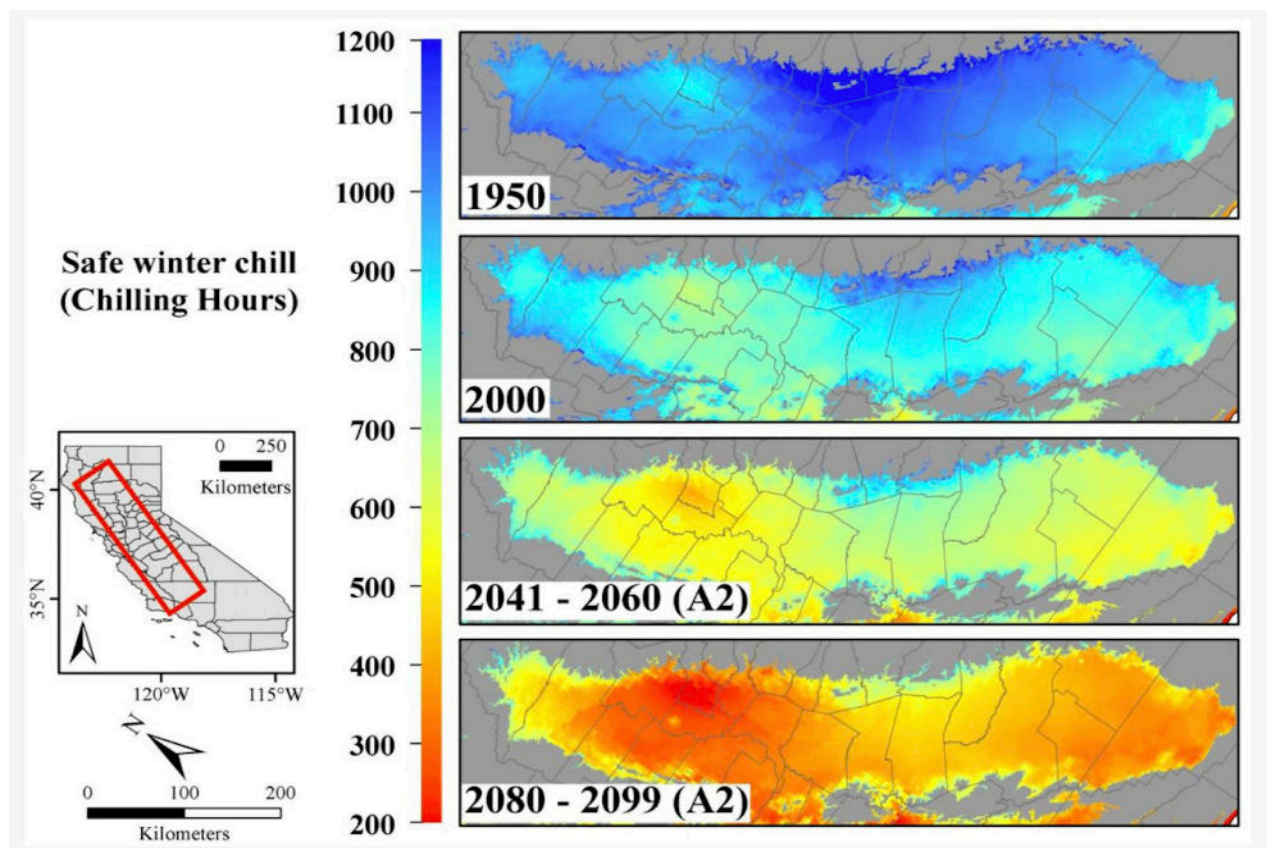 Safe winter chill
(Chilling Hours)
1200
1100
1000
900
800
700
600
500
400
300
200
1950
2000
2041 - 2060 (A2)
2080 - 2099 (A2)
0 250
Kilometers
40°N
35°N
N
120°W 115°W
N
0 100 200
Kilometers